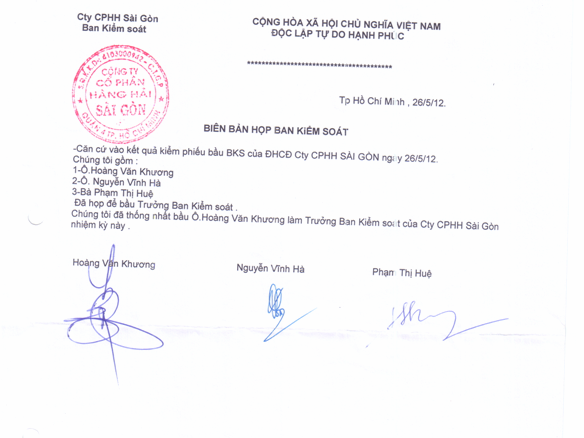 Cty CPHH Sài Gòn
Ban Kiểm soát
CỘNG HÒA XÃ HỘI CHỦ NGHĨA VIỆT NAM
ĐỘC LẬP TỰ DO HẠNH PHÚC
***************************************
CÔNG TY
CỔ PHẦN
HÀNG HẢI
SÀI GÒN
QUẬN 4 TP. HỒ CHÍ MINH
Tp Hồ Chí Minh , 26/5/12.
BIÊN BẢN HỌP BAN KIỂM SOÁT
-Căn cứ vào kết quả kiểm phiếu bầu BKS của ĐHCĐ Cty CPHH SÀI GÒN ngày 26/5/12.
Chúng tôi gồm :
1-Ô.Hoàng Văn Khương
2-Ô. Nguyễn Vĩnh Hà
3-Bà Phạm Thị Huệ
Đã họp để bầu Trưởng Ban Kiểm soát .
Chúng tôi đã thống nhất bầu Ô.Hoàng Văn Khương làm Trưởng Ban Kiểm soát của Cty CPHH Sài Gòn
nhiệm kỳ này .
Hoàng Văn Khương
Nguyễn Vĩnh Hà
Phạm Thị Huệ